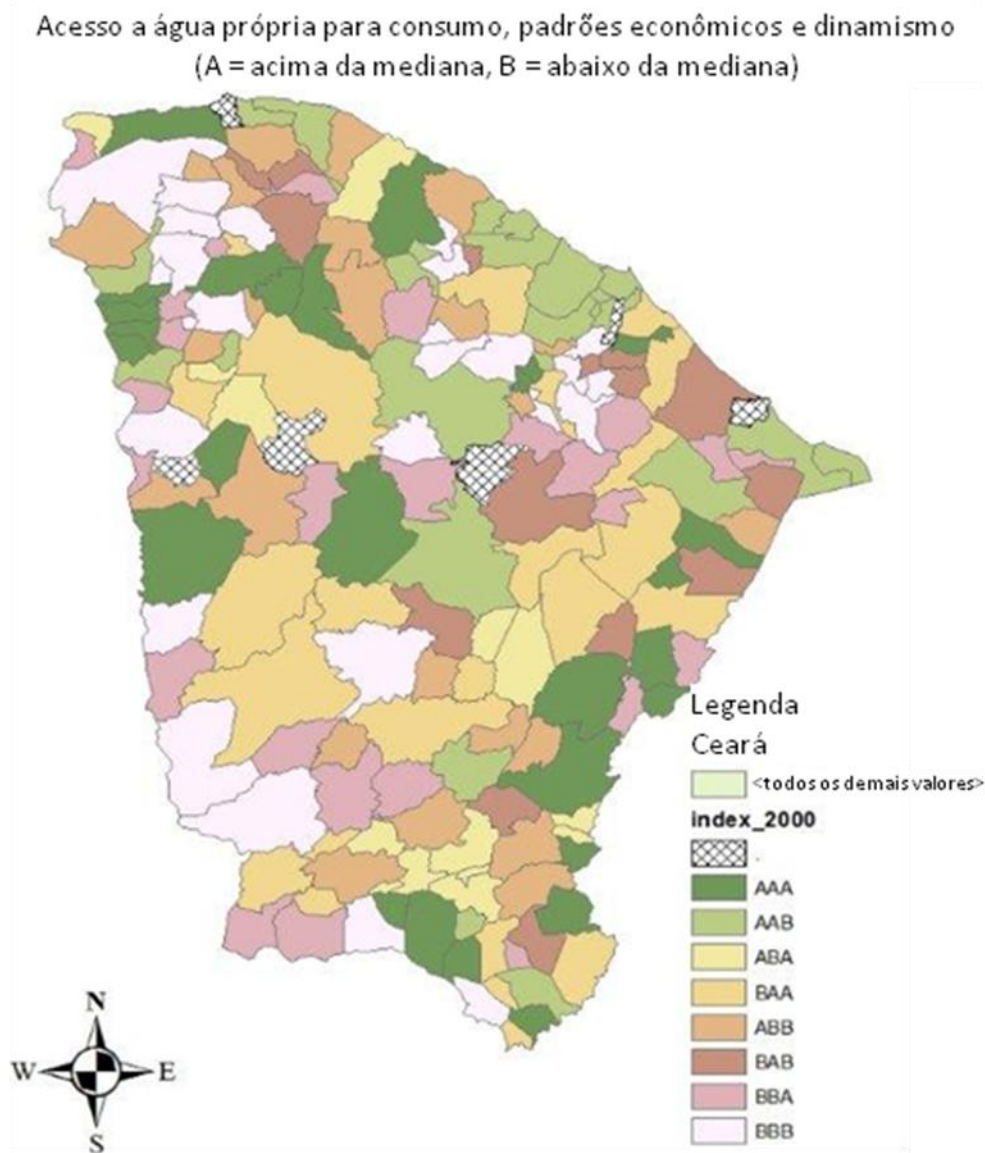 Acesso a água própria para consumo, padrões econômicos e dinamismo
(A = acima da mediana, B = abaixo da mediana)
Legenda
Ceará
<todos os demais valores>
index_2000
.
AAA
AAB
ABA
BAA
ABB
BAB
BBA
BBB
N
W E
S